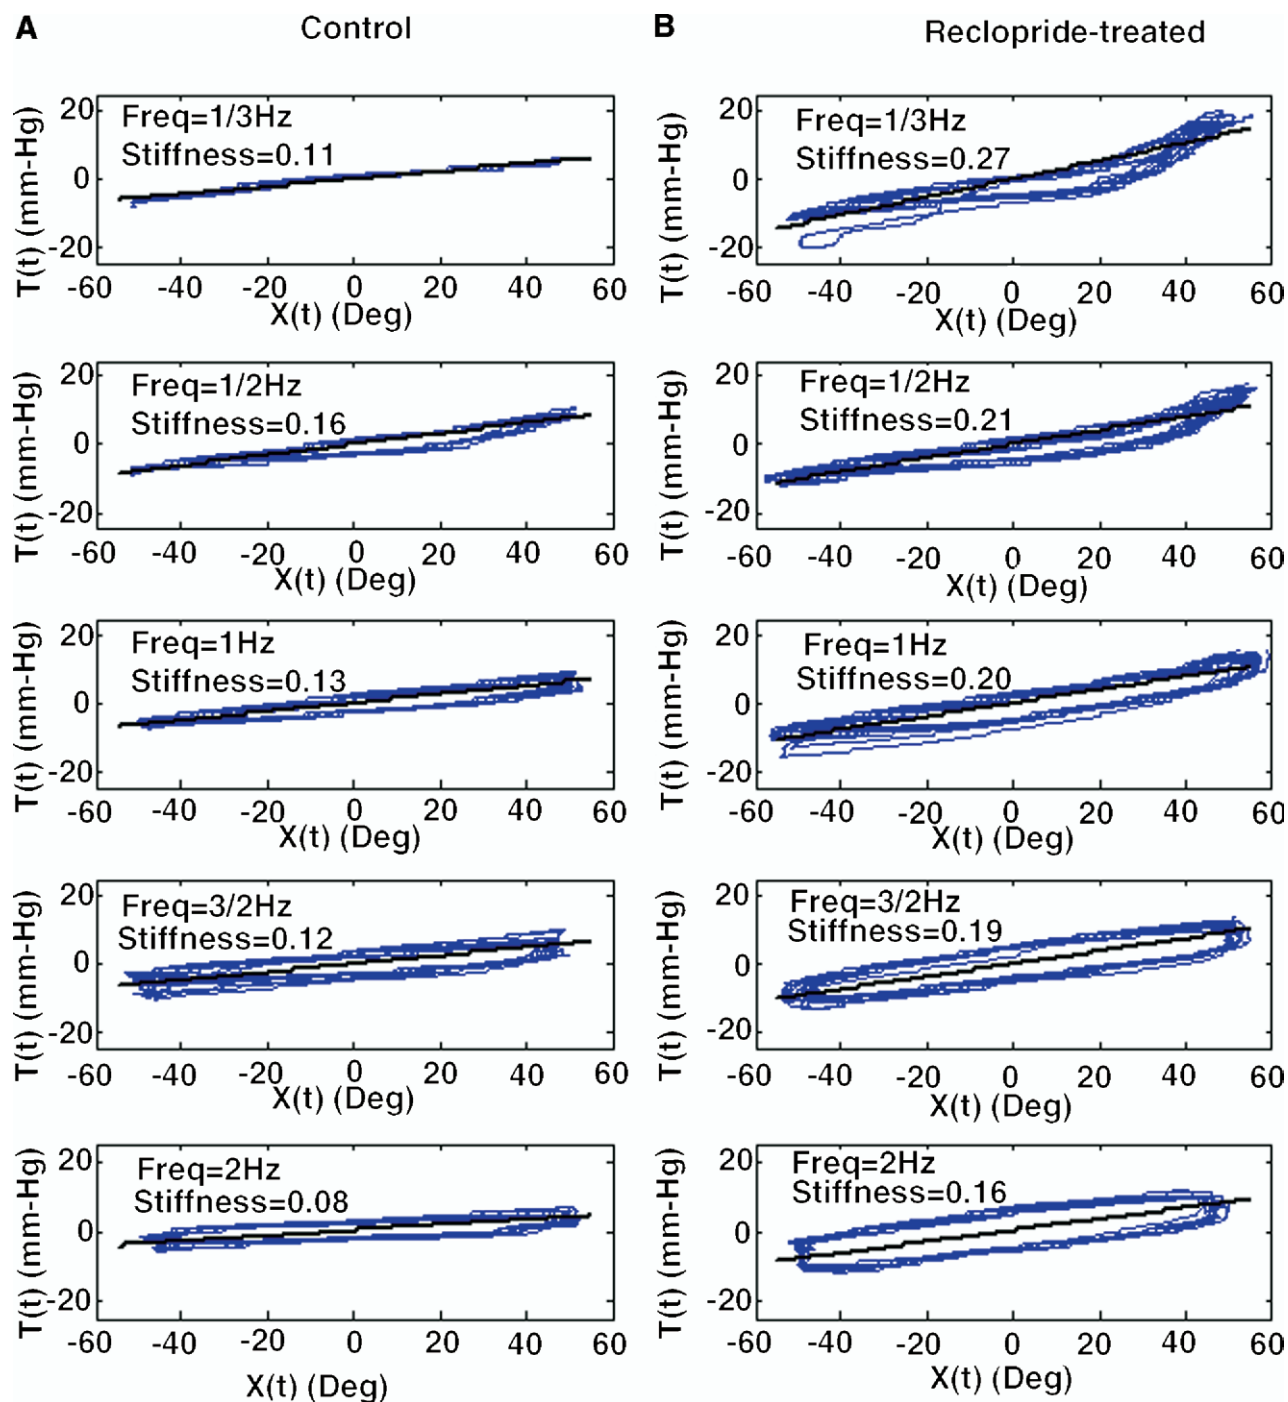 A Control
Freq=1/3Hz
Stiffness=0.11
T(t) (mm-Hg)
20
0
-20
-60 -40 -20 0 20 40 60
X(t) (Deg)
Freq=1/2Hz
Stiffness=0.16
T(t) (mm-Hg)
20
0
-20
-60 -40 -20 0 20 40 60
X(t) (Deg)
Freq=1Hz
Stiffness=0.13
T(t) (mm-Hg)
20
0
-20
-60 -40 -20 0 20 40 60
X(t) (Deg)
Freq=3/2Hz
Stiffness=0.12
T(t) (mm-Hg)
20
0
-20
-60 -40 -20 0 20 40 60
X(t) (Deg)
Freq=2Hz
Stiffness=0.08
T(t) (mm-Hg)
20
0
-20
-60 -40 -20 0 20 40 60
X(t) (Deg)
B Reclopride-treated
Freq=1/3Hz
Stiffness=0.27
T(t) (mm-Hg)
20
0
-20
-60 -40 -20 0 20 40 60
X(t) (Deg)
Freq=1/2Hz
Stiffness=0.21
T(t) (mm-Hg)
20
0
-20
-60 -40 -20 0 20 40 60
X(t) (Deg)
Freq=1Hz
Stiffness=0.20
T(t) (mm-Hg)
20
0
-20
-60 -40 -20 0 20 40 60
X(t) (Deg)
Freq=3/2Hz
Stiffness=0.19
T(t) (mm-Hg)
20
0
-20
-60 -40 -20 0 20 40 60
X(t) (Deg)
Freq=2Hz
Stiffness=0.16
T(t) (mm-Hg)
20
0
-20
-60 -40 -20 0 20 40 60
X(t) (Deg)